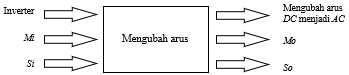 Inverter
Mi
Si
Mengubah arus
Mengubah arus
DC menjadi AC
Mo
So